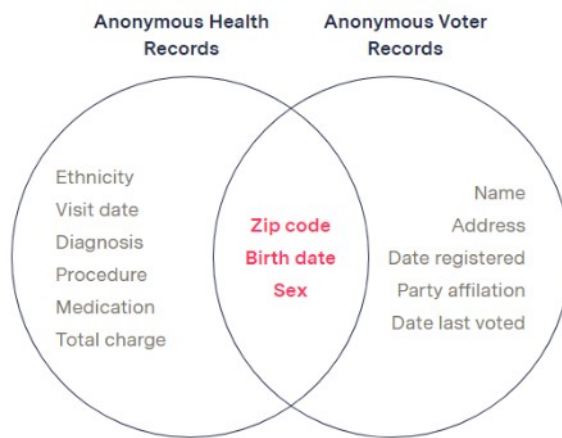 Anonymous Health
Records
Anonymous Voter
Records
Ethnicity
Visit date
Diagnosis
Procedure
Medication
Total charge
Zip code
Birth date
Sex
Name
Address
Date registered
Party affilation
Date last voted